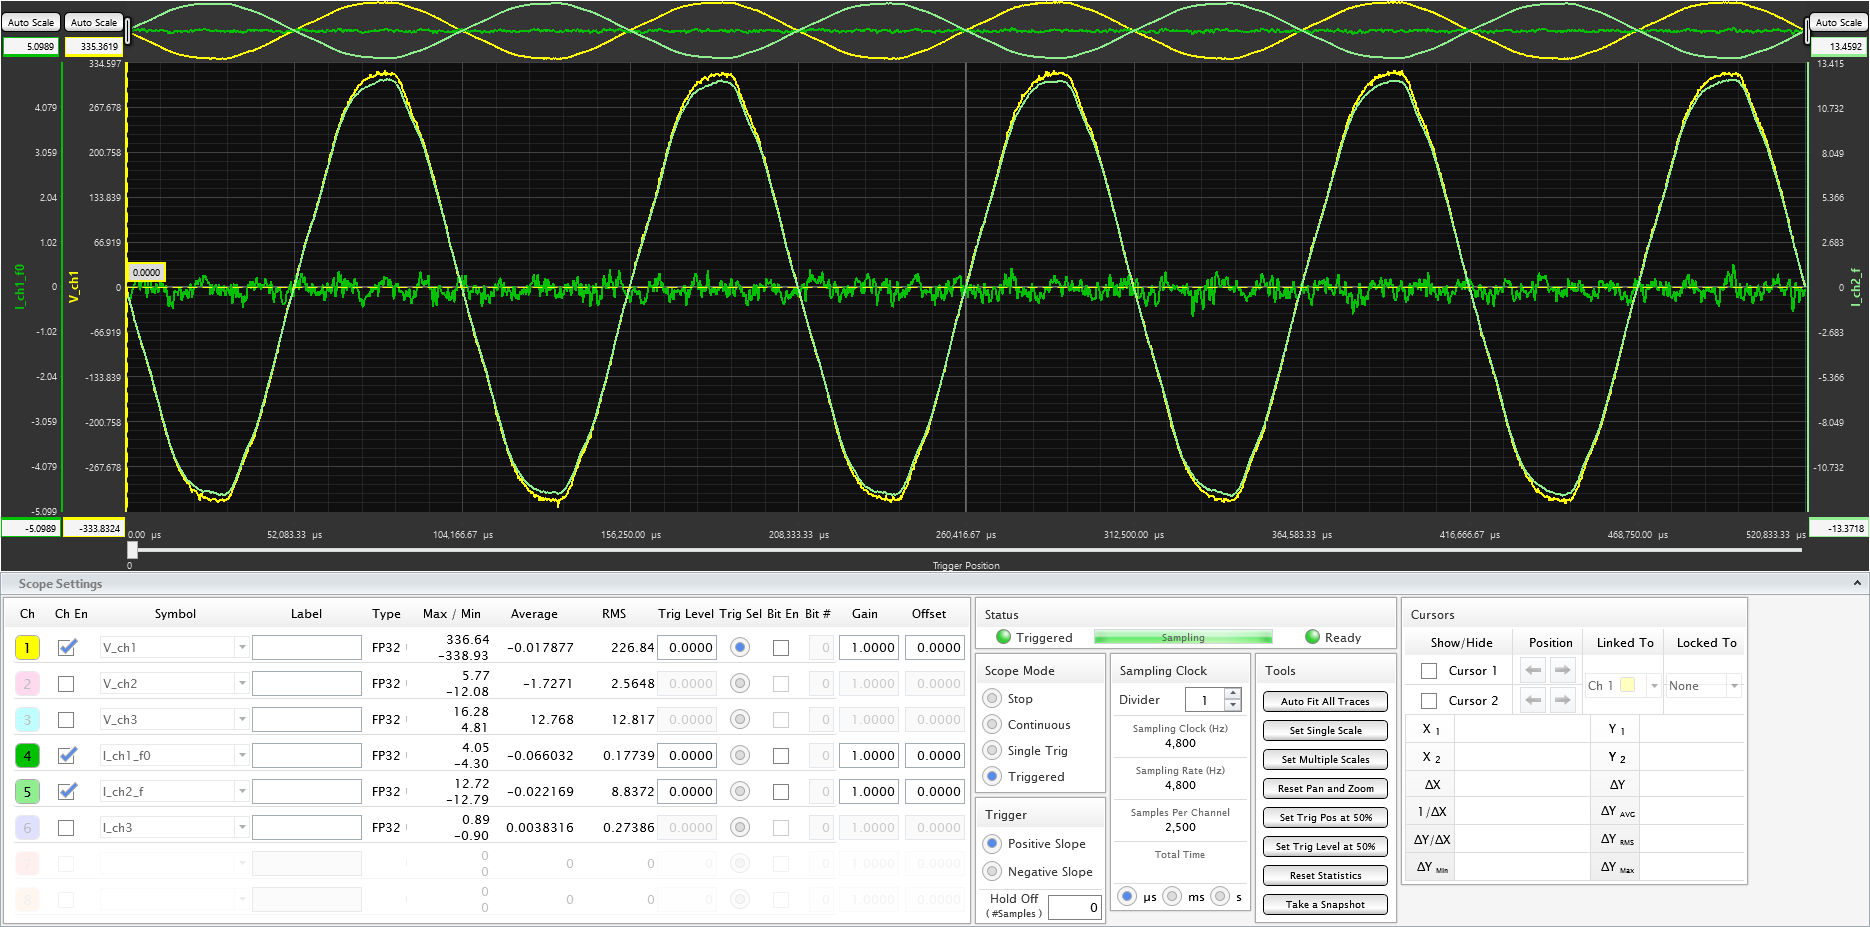 Auto Scale Auto Scale Auto Scale
5.0989 335.3619 13.4592
334.597 13.415
4.079 267.678 10.732
3.059 200.758 8.049
2.04 133.839 5.366
1.02 66.919 2.683
0.0000
I_ch1_f0 V_ch1 I_ch2_f
0 0 0
-1.02 -66.919 -2.683
-2.04 -133.839 -5.366
-3.059 -200.758 -8.049
-4.079 -267.678 -10.732
-5.099
-5.0989 -333.8324 -13.3718
0.00 µs 52,083.33 µs 104,166.67 µs 156,250.00 µs 208,333.33 µs 260,416.67 µs 312,500.00 µs 364,583.33 µs 416,666.67 µs 468,750.00 µs 520,833.33 µs
0 Trigger Position
Scope Settings
Ch Ch En Symbol Label Type Max / Min Average RMS Trig Level Trig Sel Bit En Bit # Gain Offset
1 V_ch1 FP32 336.64 -338.93 -0.017877 226.84 0.0000 0 1.0000 0.0000
2 V_ch2 FP32 5.77 -12.08 -1.7271 2.5648 0.0000 0 1.0000 0.0000
3 V_ch3 FP32 16.28 4.81 12.768 12.817 0.0000 0 1.0000 0.0000
4 I_ch1_f0 FP32 4.05 -4.30 -0.066032 0.17739 0.0000 0 1.0000 0.0000
5 I_ch2_f FP32 12.72 -12.79 -0.022169 8.8372 0.0000 0 1.0000 0.0000
6 I_ch3 FP32 0.89 -0.90 0.0038316 0.27386 0.0000 0 1.0000 0.0000
7 0 0 0 0 0.0000 0 1.0000 0.0000
8 0 0 0 0 0.0000 0 1.0000 0.0000
Status
Triggered Sampling Ready
Scope Mode
Stop
Continuous
Single Trig
Triggered
Trigger
Positive Slope
Negative Slope
Hold Off
( #Samples ) 0
Sampling Clock
Divider 1
Sampling Clock (Hz)
4,800
Sampling Rate (Hz)
4,800
Samples Per Channel
2,500
Total Time
µs ms s
Tools
Auto Fit All Traces
Set Single Scale
Set Multiple Scales
Reset Pan and Zoom
Set Trig Pos at 50%
Set Trig Level at 50%
Reset Statistics
Take a Snapshot
Cursors
Show/Hide Position Linked To Locked To
Cursor 1
Ch 1 None
Cursor 2
X 1 Y 1
X 2 Y 2
ΔX ΔY
1/ΔX ΔY AVG
ΔY/ΔX ΔY RMS
ΔY Min ΔY Max